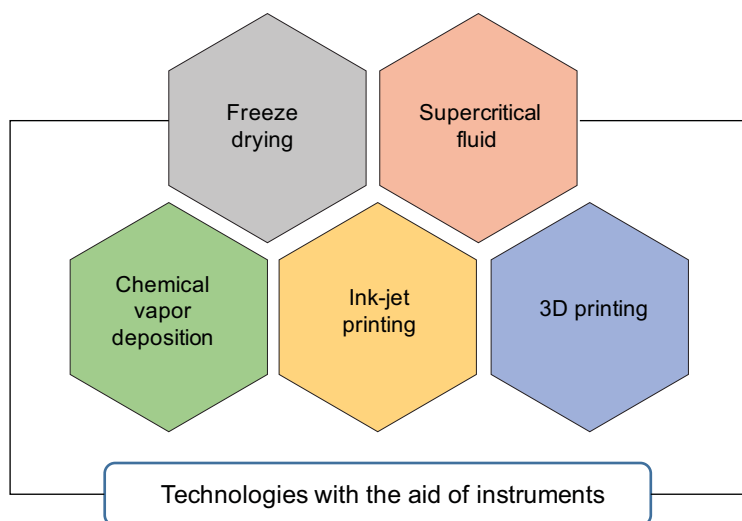 Freeze
drying
Supercritical
fluid
Chemical
vapor
deposition
Ink-jet
printing
3D printing
Technologies with the aid of instruments